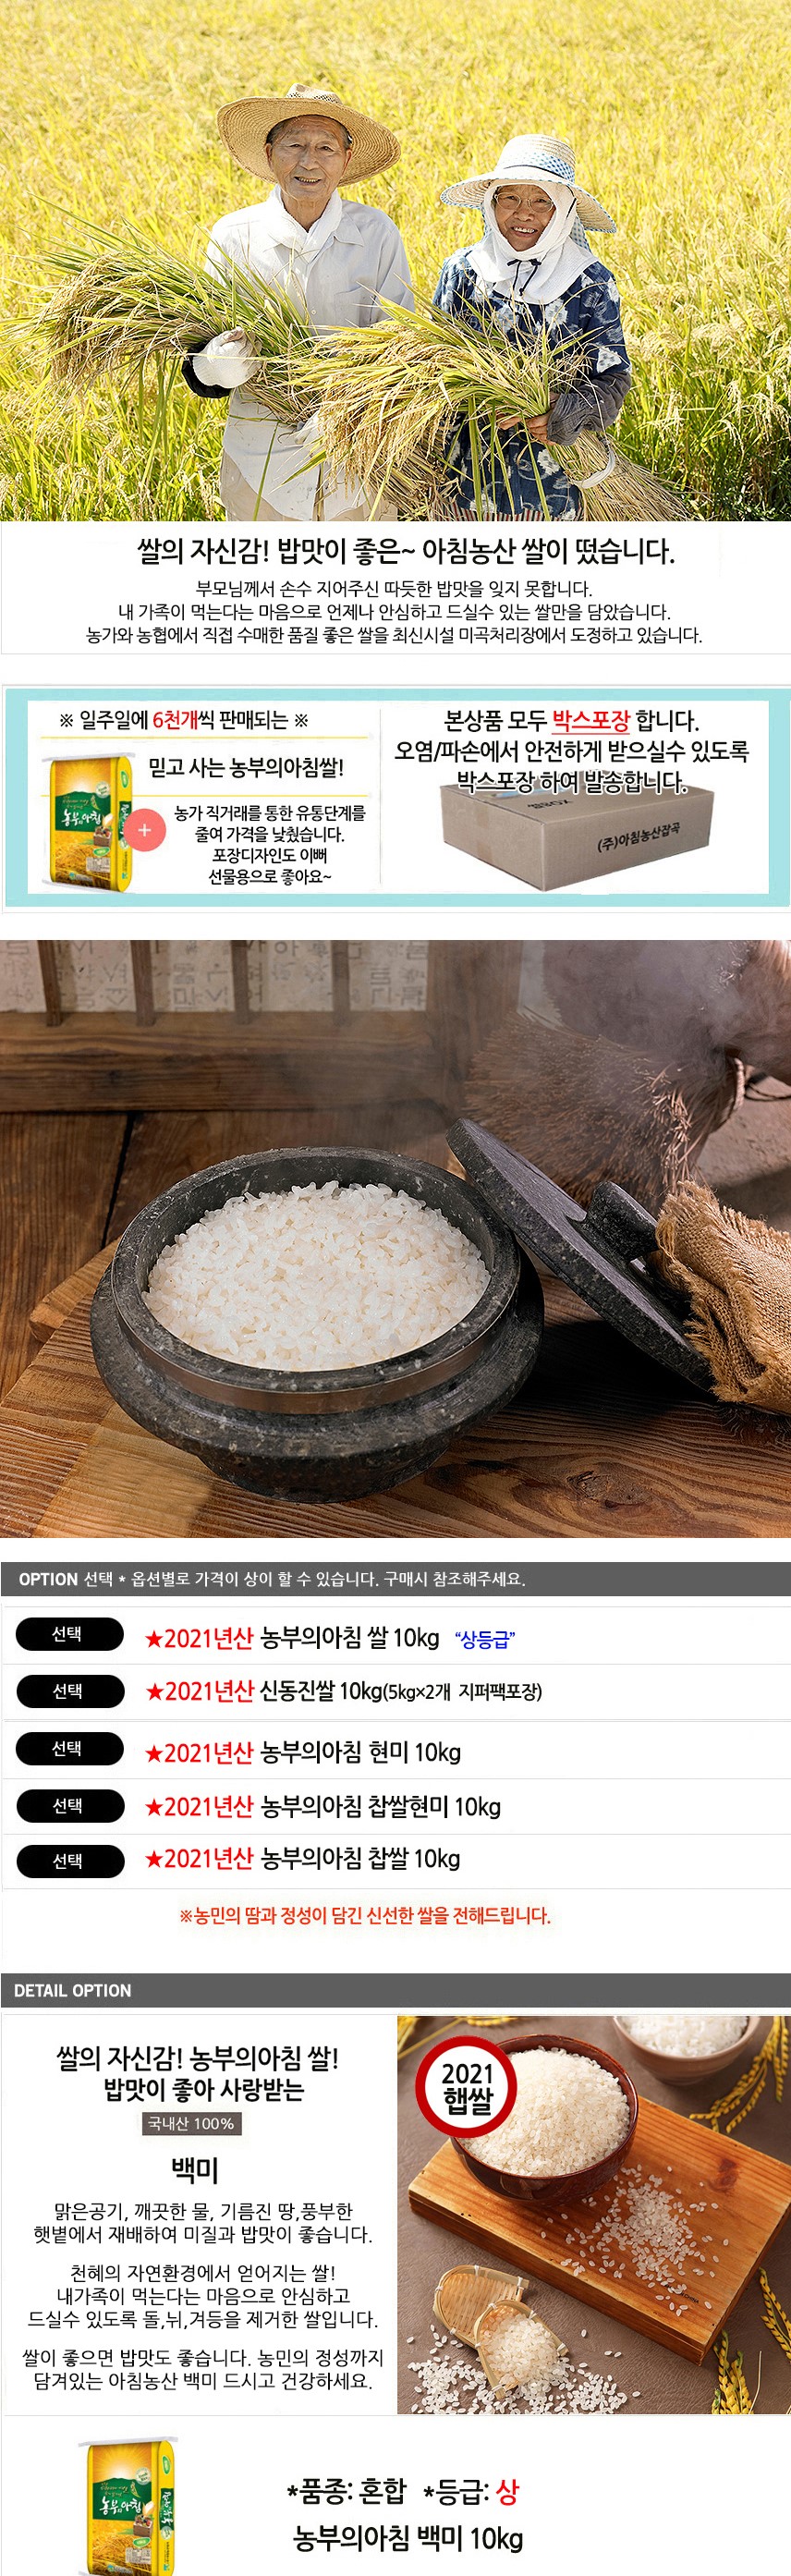 쌀의 자신감! 밥맛이 좋은~ 아침농산 쌀이 떴습니다.
부모님께서 손수 지어주신 따듯한 밥맛을 잊지 못합니다.
내 가족이 먹는다는 마음으로 언제나 안심하고 드실수 있는 쌀만을 담았습니다.
농가와 농협에서 직접 수매한 품질 좋은 쌀을 최신시설 미곡처리장에서 도정하고 있습니다.
※ 일주일에 6천개씩 판매되는 ※
믿고 사는 농부의아침쌀!
농부의아침
+
농가 직거래를 통한 유통단계를
줄여 가격을 낮췄습니다.
포장디자인도 이뻐
선물용으로 좋아요~
본상품 모두 박스포장 합니다.
오염/파손에서 안전하게 받으실수 있도록
박스포장 하여 발송합니다.
(주)아침농산잡곡
OPTION 선택 * 옵션별로 가격이 상이 할 수 있습니다. 구매시 참조해주세요.
선택 ★2021년산 농부의아침 쌀 10kg “상등급”
선택 ★2021년산 신동진쌀 10kg(5kg×2개 지퍼팩포장)
선택 ★2021년산 농부의아침 현미 10kg
선택 ★2021년산 농부의아침 찹쌀현미 10kg
선택 ★2021년산 농부의아침 찹쌀 10kg
※농민의 땀과 정성이 담긴 신선한 쌀을 전해드립니다.
DETAIL OPTION
쌀의 자신감! 농부의아침 쌀!
밥맛이 좋아 사랑받는
국내산 100%
백미
맑은공기, 깨끗한 물, 기름진 땅,풍부한
햇볕에서 재배하여 미질과 밥맛이 좋습니다.
천혜의 자연환경에서 얻어지는 쌀!
내가족이 먹는다는 마음으로 안심하고
드실수 있도록 돌,뉘,겨등을 제거한 쌀입니다.
쌀이 좋으면 밥맛도 좋습니다. 농민의 정성까지
담겨있는 아침농산 백미 드시고 건강하세요.
2021
햅쌀
농부의아침
*품종: 혼합 *등급: 상
농부의아침 백미 10kg